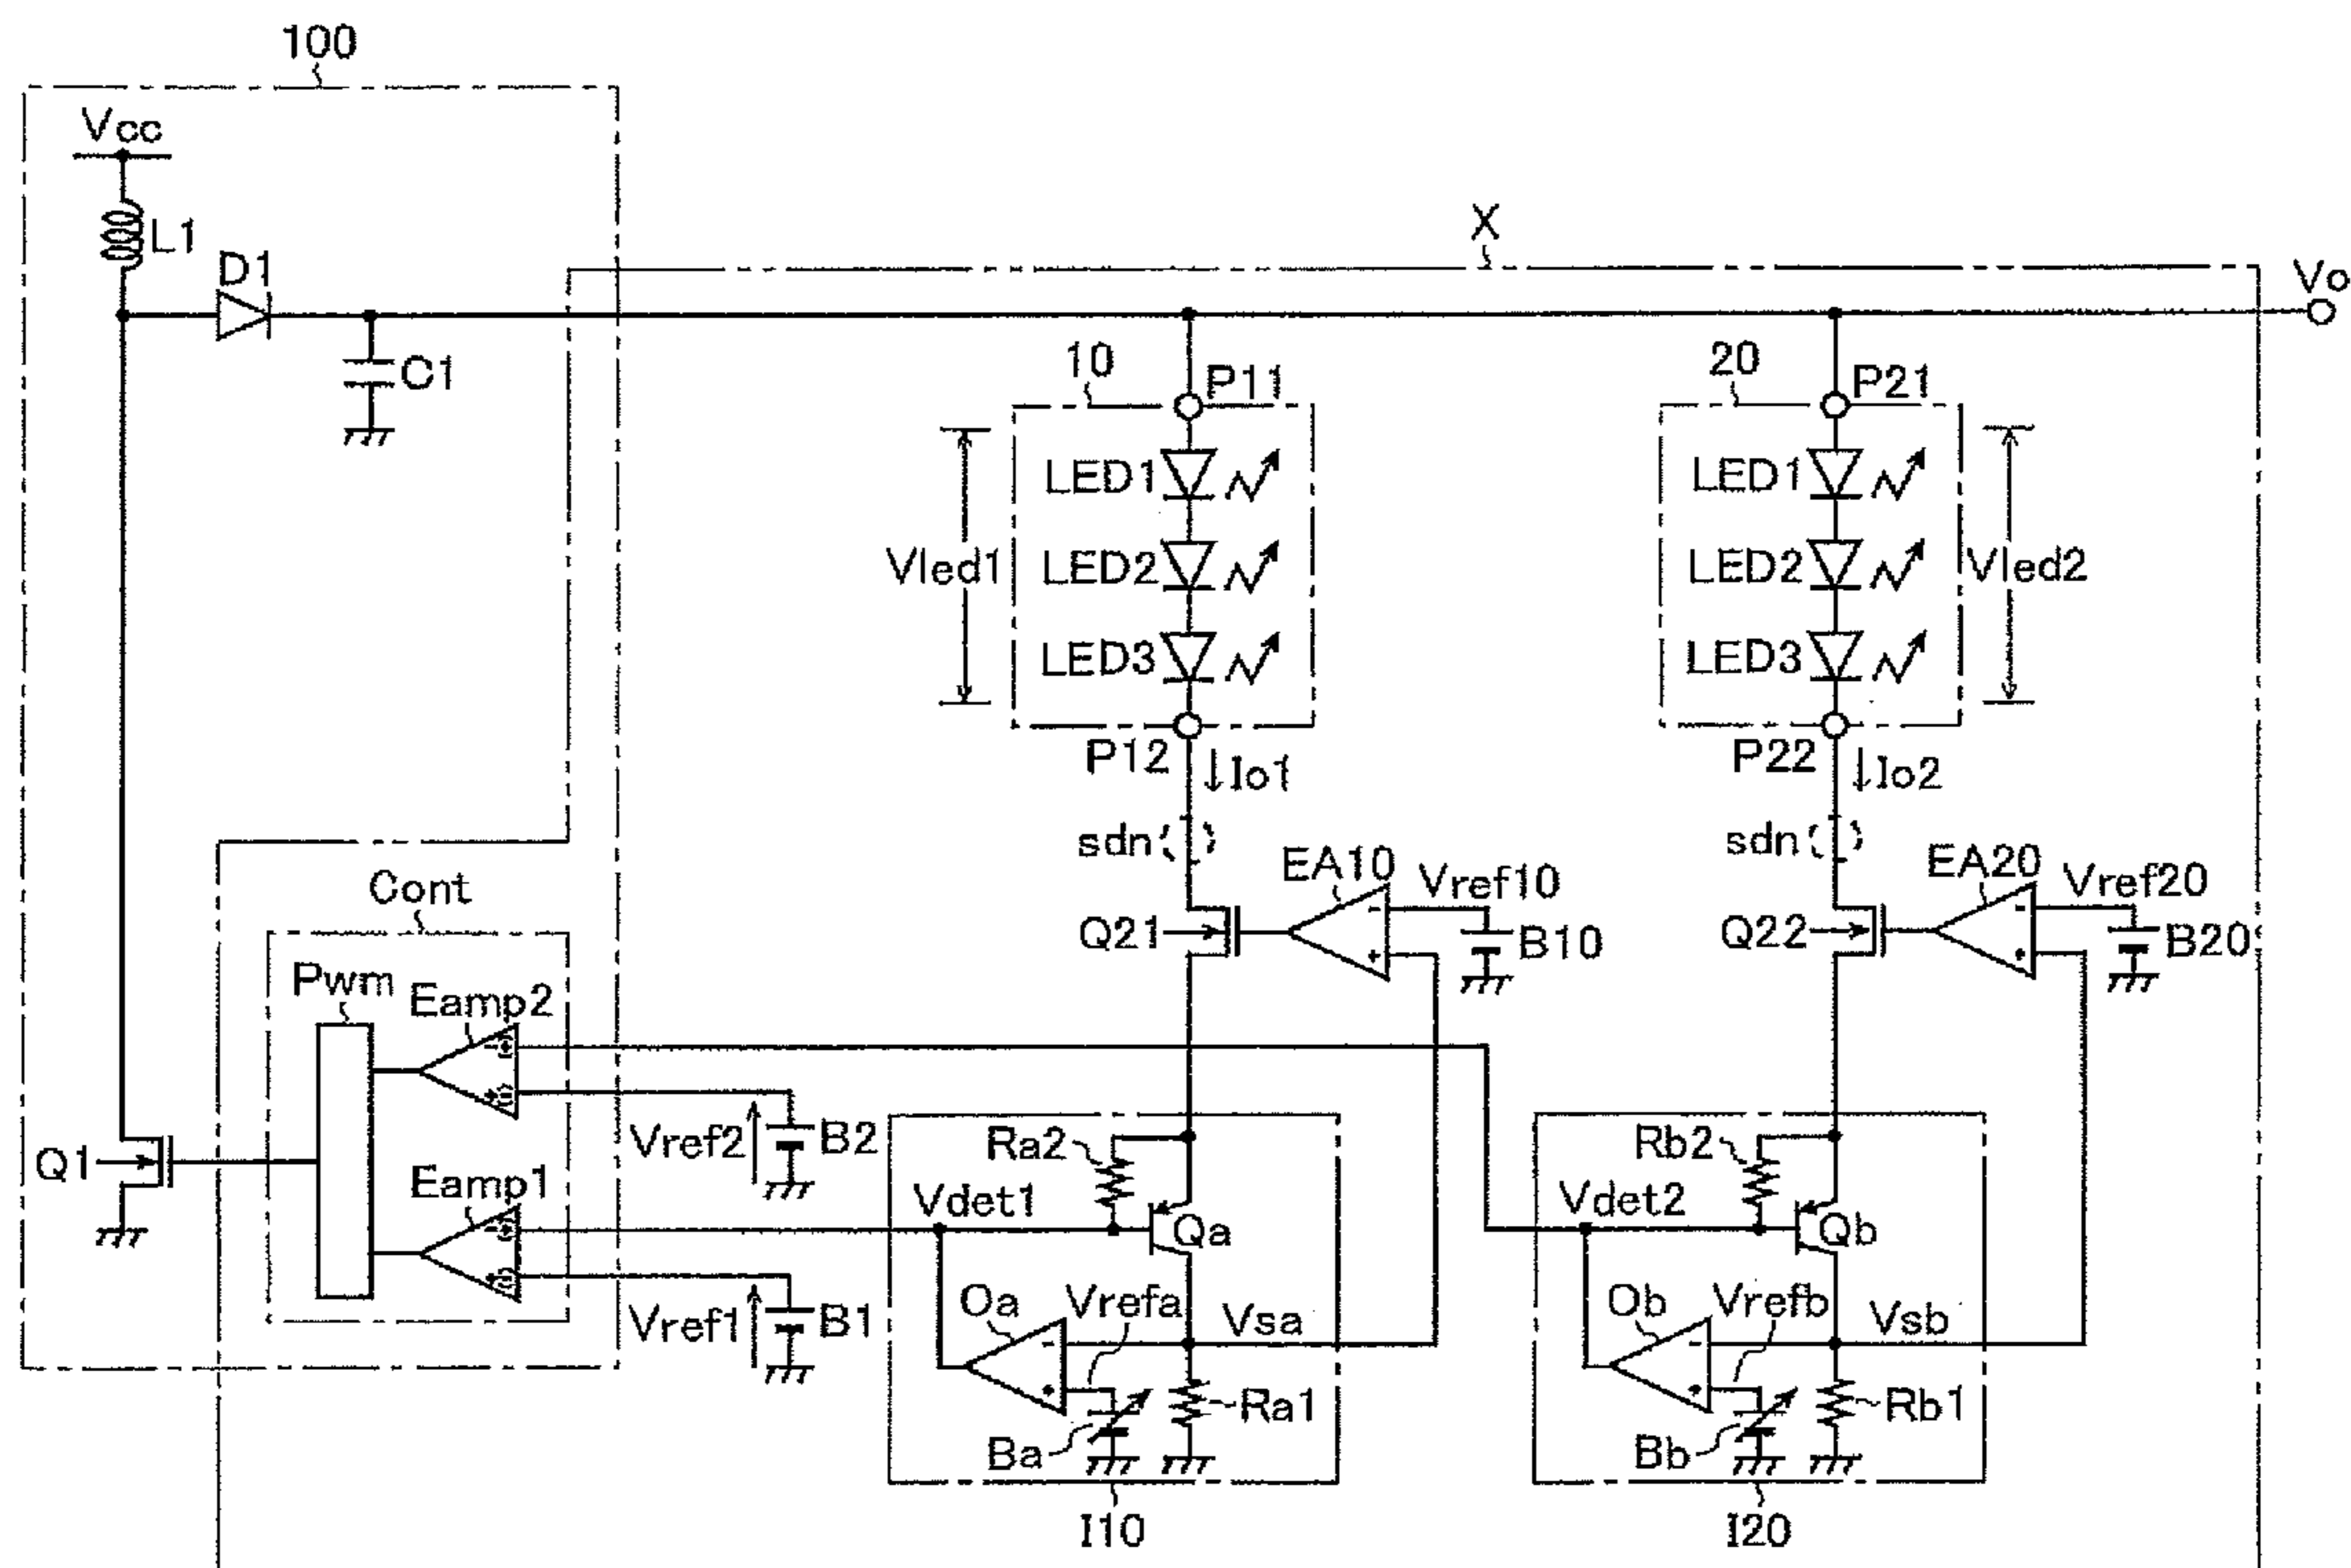 100
Vcc
L1
D1
C1
X
Vo
10
P11
20
P21
LED1
LED2
LED3
Vled1
LED1
LED2
LED3
Vled2
P12
Io1
P22
Io2
sdn
sdn
EA10
Vref10
EA20
Vref20
Q21
B10
Q22
B20
Cont
Pwm
Eamp2
Eamp1
Q1
Vref2
B2
Vref1
B1
Ra2
Vdet1
Qa
Oa
Vrefa
Vsa
Ba
Ra1
I10
Rb2
Vdet2
Qb
Ob
Vrefb
Vsb
Bb
Rb1
I20